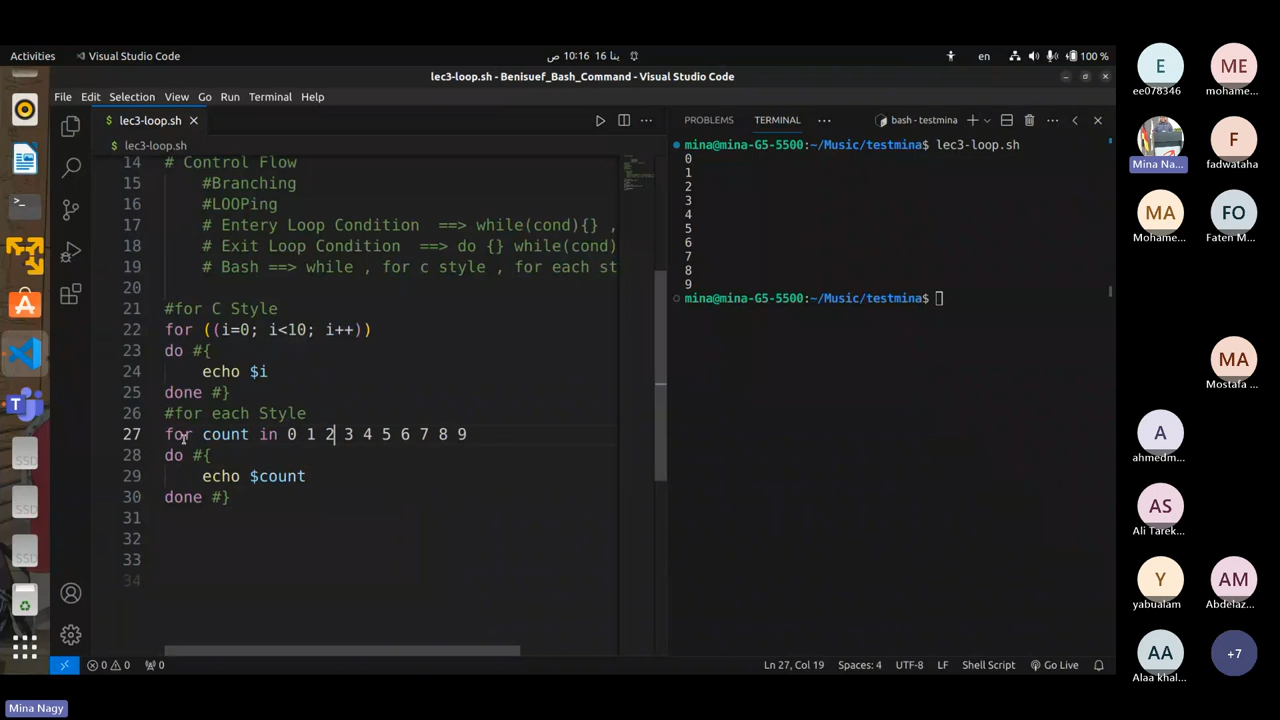 Activities
Visual Studio Code
ص 10:16 16 ينا
en
100 %
lec3-loop.sh - Benisuef_Bash_Command - Visual Studio Code
File Edit Selection View Go Run Terminal Help
$ lec3-loop.sh
$ lec3-loop.sh
14 # Control Flow
15 #Branching
16 #LOOPing
17 # Entery Loop Condition ==> while(cond){} ,
18 # Exit Loop Condition ==> do {} while(cond)
19 # Bash ==> while , for c style , for each st
20
21 #for C Style
22 for ((i=0; i<10; i++))
23 do #{
24 echo $i
25 done #}
26 #for each Style
27 for count in 0 1 2 3 4 5 6 7 8 9
28 do #{
29 echo $count
30 done #}
31
32
33
34
PROBLEMS TERMINAL ... bash - testmina
mina@mina-G5-5500:~/Music/testmina$ lec3-loop.sh
0
1
2
3
4
5
6
7
8
9
mina@mina-G5-5500:~/Music/testmina$
SSD
SSD
SSD
0 0 0
Ln 27, Col 19 Spaces: 4 UTF-8 LF Shell Script Go Live
E
ee078346
ME
mohame...
Mina Na...
F
fadwataha
MA
Mohame...
FO
Faten M...
MA
Mostafa ...
A
ahmedm...
AS
Ali Tarek...
Y
yabualam
AM
Abdelaz...
AA
Alaa khal...
+7
Mina Nagy